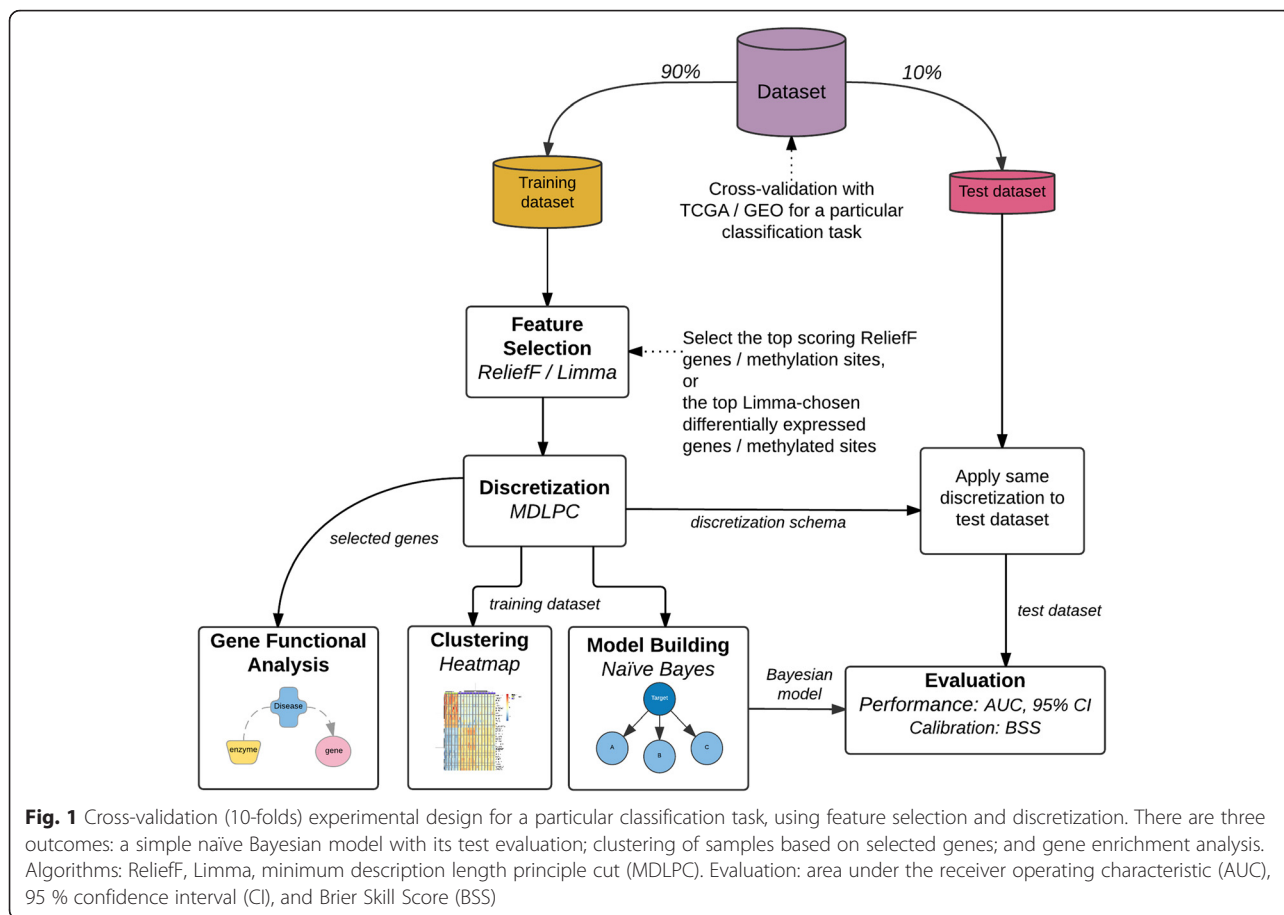 90%
Dataset
10%
Training
dataset
Test dataset
Cross-validation with
TCGA / GEO for a particular
classification task
Feature
Selection
ReliefF / Limma
Select the top scoring ReliefF
genes / methylation sites,
or
the top Limma-chosen
differentially expressed
genes / methylated sites
Discretization
MDLPC
discretization schema
Apply same
discretization to
test dataset
selected genes
training dataset
test dataset
Gene Functional
Analysis
Disease
enzyme
gene
Clustering
Heatmap
Model Building
Naïve Bayes
Target
A
B
C
Bayesian
model
Evaluation
Performance: AUC, 95% CI
Calibration: BSS
Fig. 1 Cross-validation (10-folds) experimental design for a particular classification task, using feature selection and discretization. There are three
outcomes: a simple naïve Bayesian model with its test evaluation; clustering of samples based on selected genes; and gene enrichment analysis.
Algorithms: ReliefF, Limma, minimum description length principle cut (MDLPC). Evaluation: area under the receiver operating characteristic (AUC),
95 % confidence interval (CI), and Brier Skill Score (BSS)